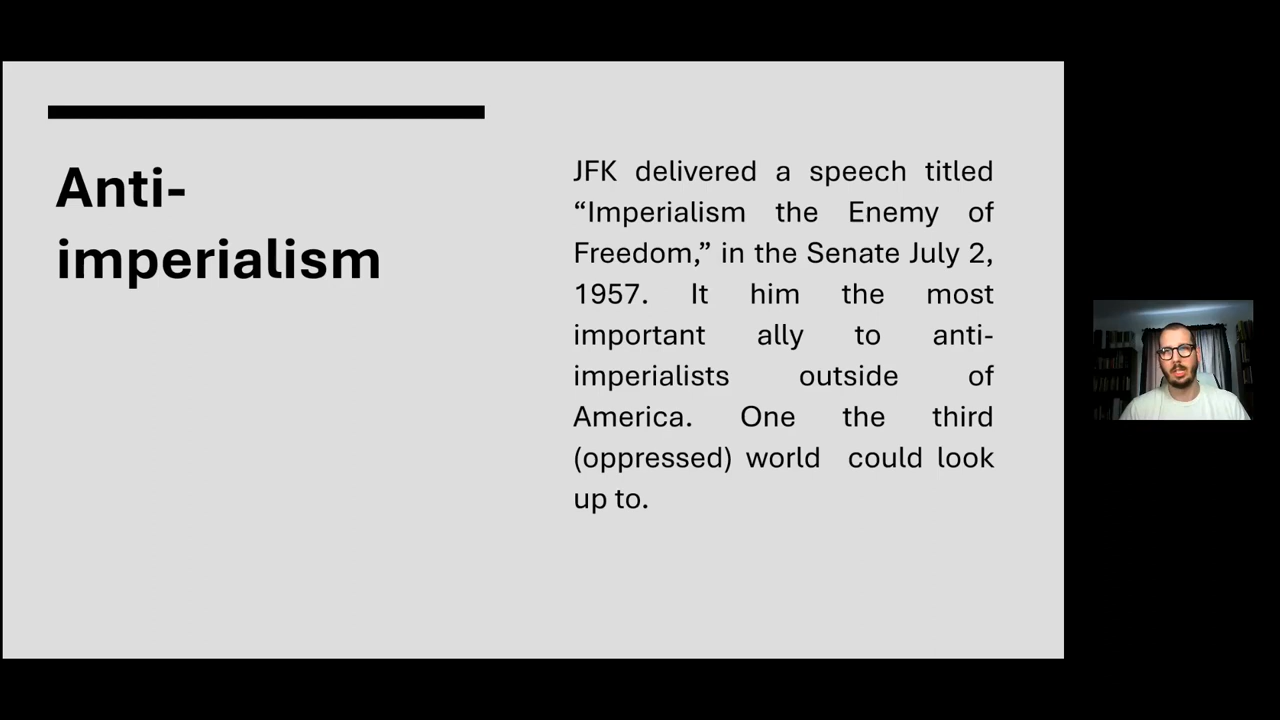 Anti-
imperialism
JFK delivered a speech titled
“Imperialism the Enemy of
Freedom,” in the Senate July 2,
1957. It him the most
important ally to anti-
imperialists outside of
America. One the third
(oppressed) world could look
up to.